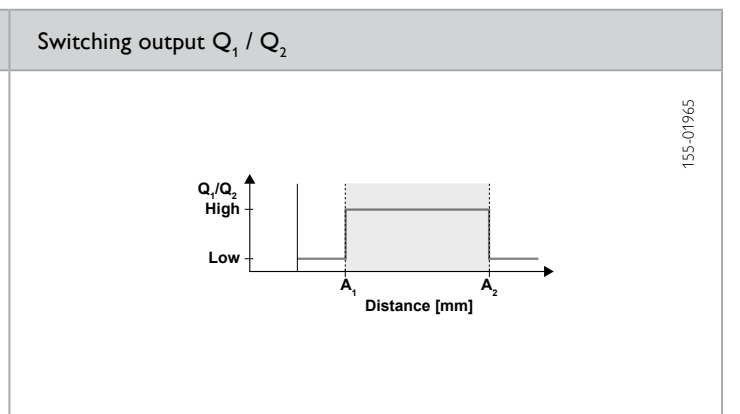 Switching output Q₁ / Q₂
155-01965
Q₁/Q₂
High
Low
A₁ A₂
Distance [mm]